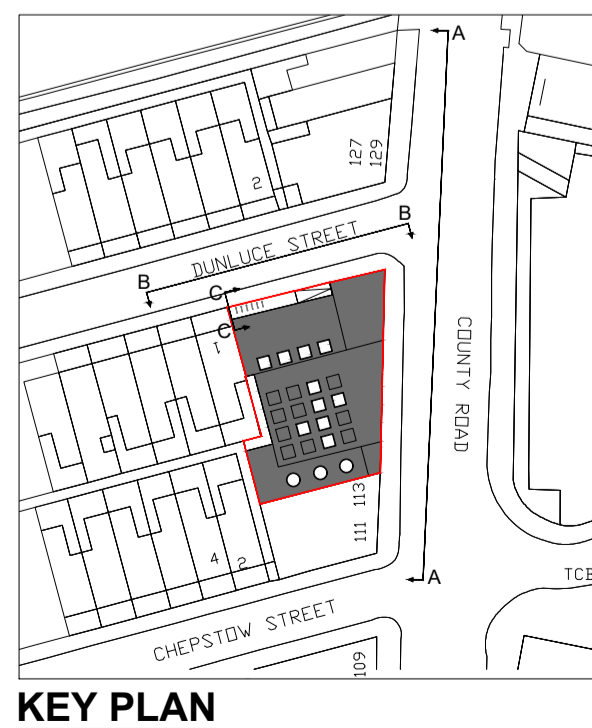 A
127
129
2
B
DUNLUCE STREET
B
C
C
1
COUNTY ROAD
113
111
4
2
A
TCB
CHEPSTOW STREET
109
KEY PLAN